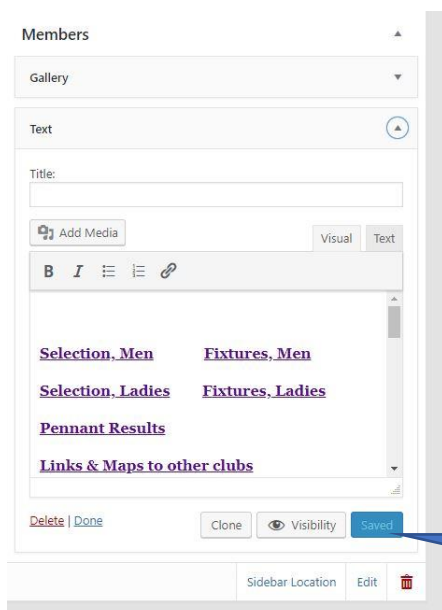 Members
Gallery
Text
Title:
Add Media Visual Text
B I
Selection, Men Fixtures, Men
Selection, Ladies Fixtures, Ladies
Pennant Results
Links & Maps to other clubs
Delete | Done Clone Visibility Saved
Sidebar Location Edit